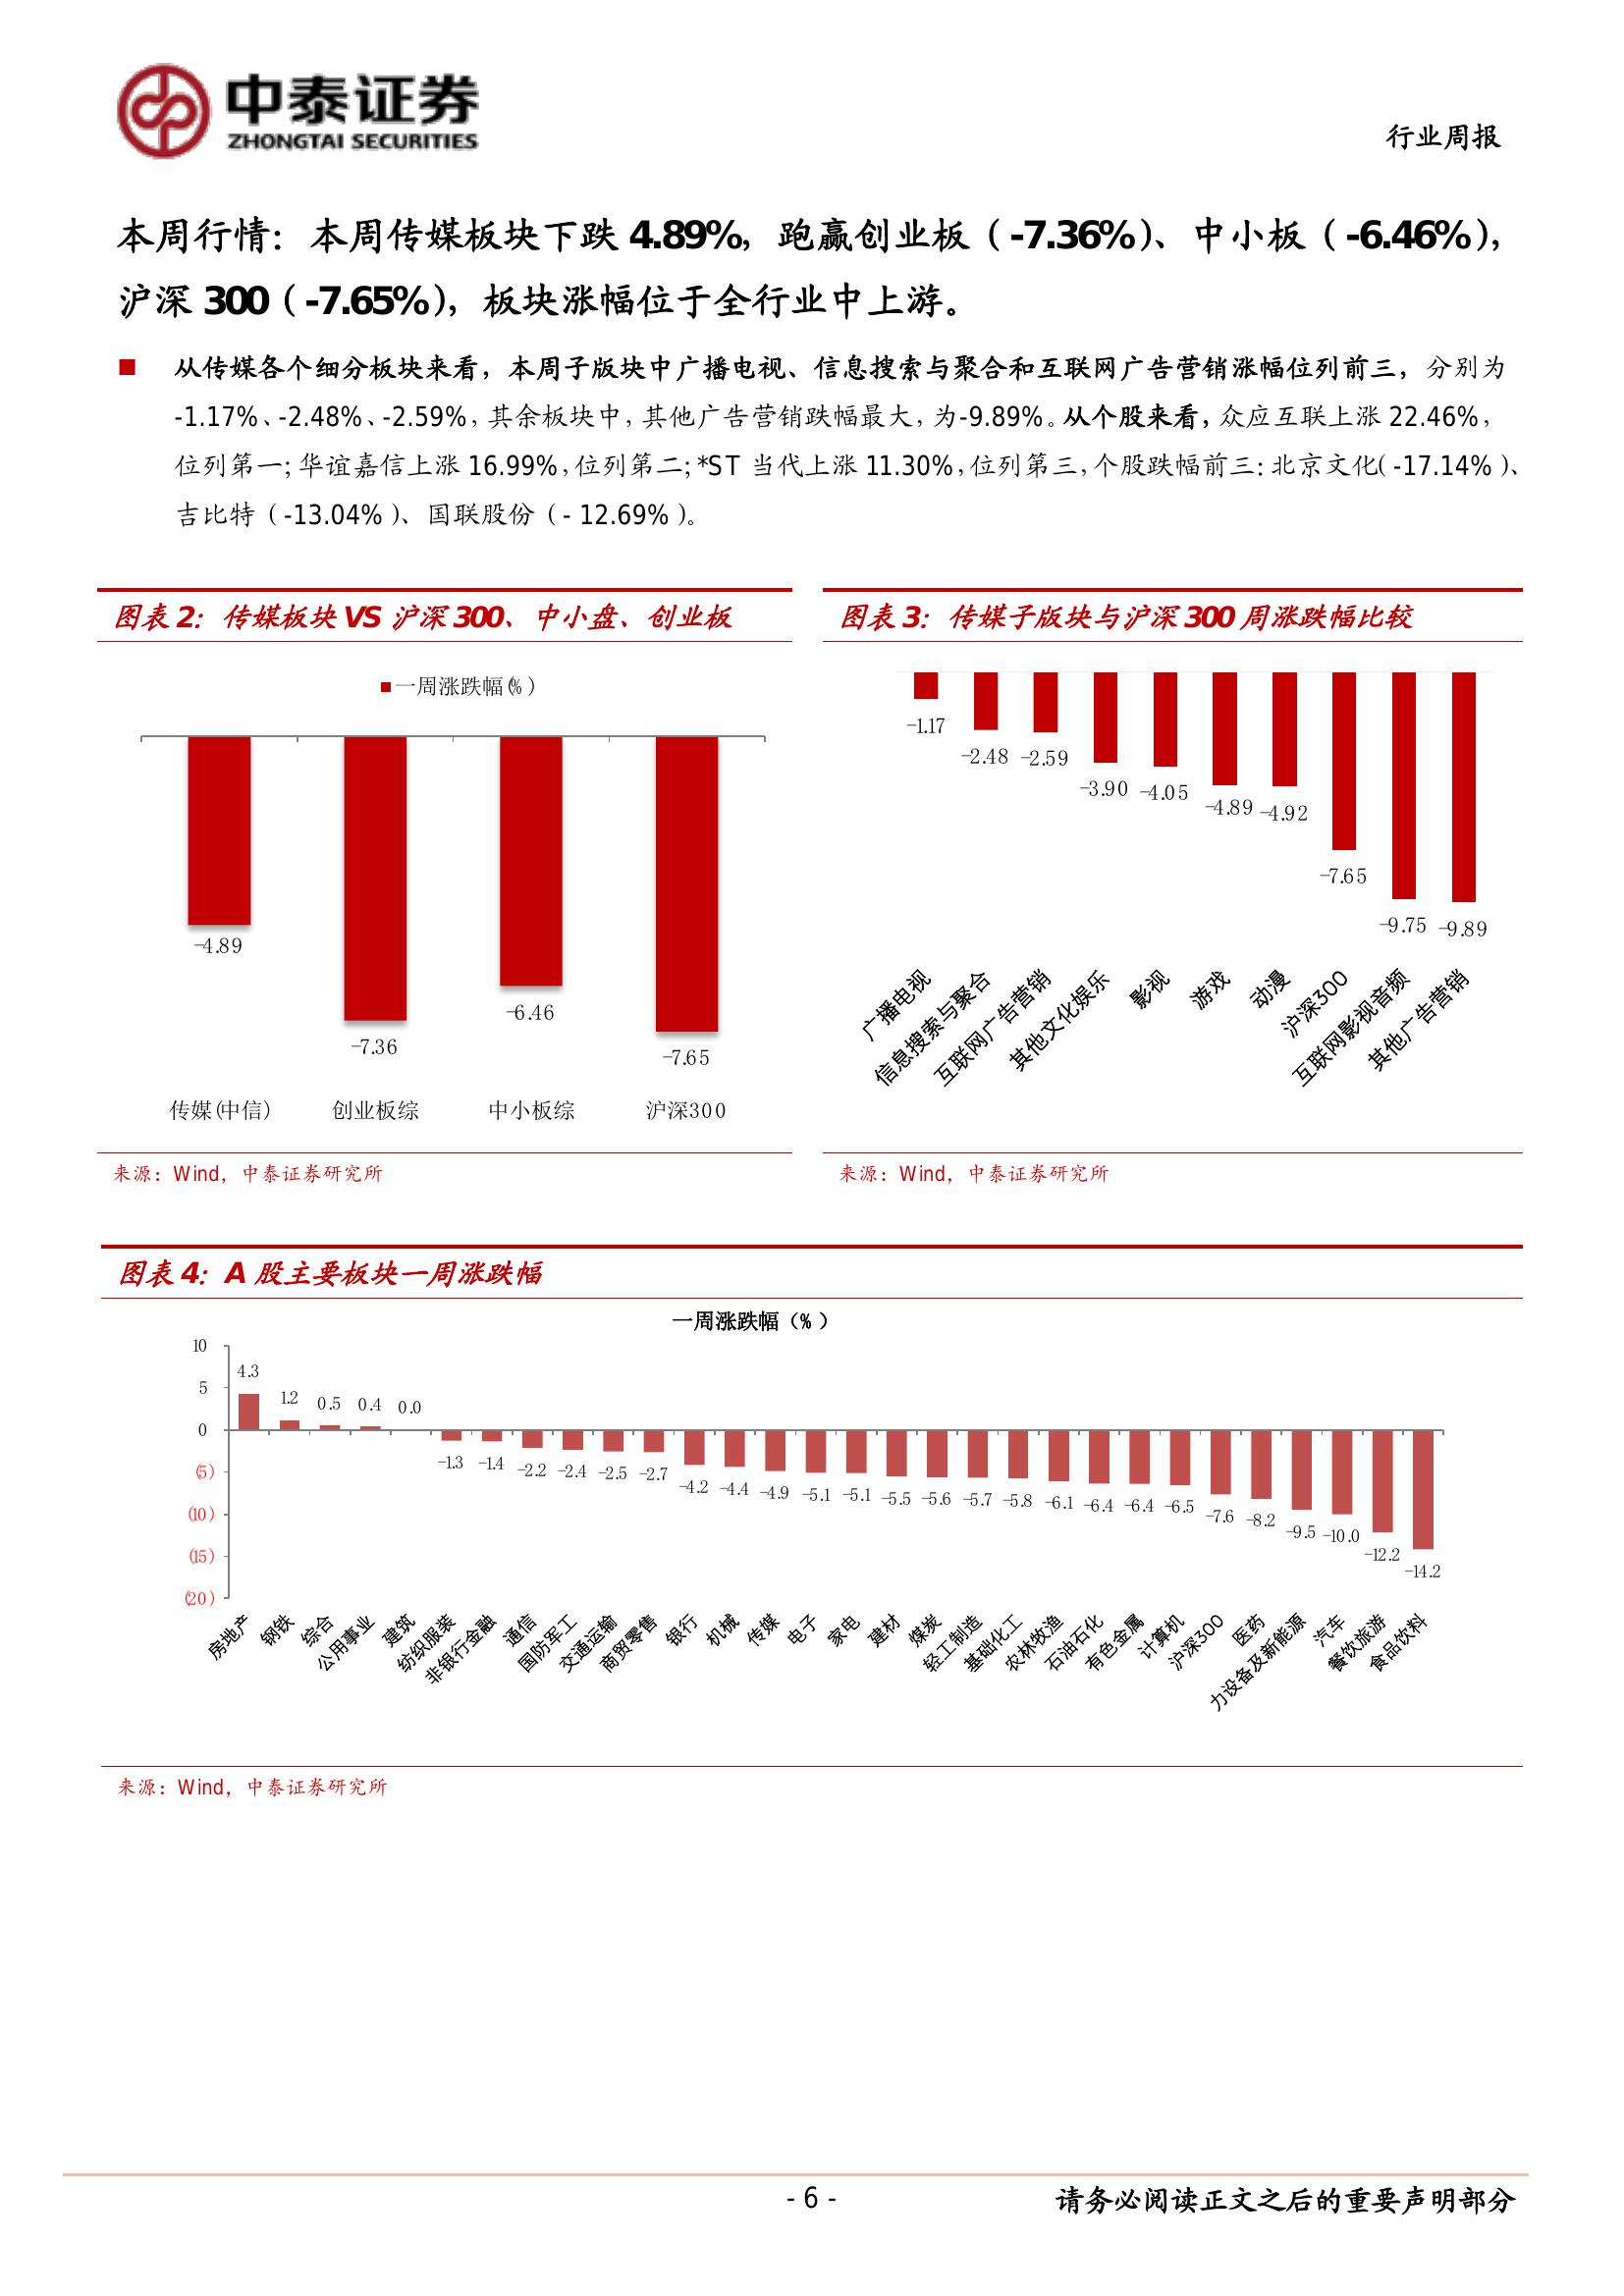 中泰证券
ZHONGTAI SECURITIES
行业周报
本周行情：本周传媒板块下跌 4.89%，跑赢创业板（-7.36%）、中小板（-6.46%），
沪深 300（-7.65%），板块涨幅位于全行业中上游。
■ 从传媒各个细分板块来看，本周子版块中广播电视、信息搜索与聚合和互联网广告营销涨幅位列前三，分别为
-1.17%、-2.48%、-2.59%，其余板块中，其他广告营销跌幅最大，为-9.89%。从个股来看，众应互联上涨 22.46%，
位列第一；华谊嘉信上涨 16.99%，位列第二；*ST 当代上涨 11.30%，位列第三，个股跌幅前三：北京文化（-17.14%）、
吉比特（-13.04%）、国联股份（- 12.69%）。
图表 2：传媒板块 VS 沪深 300、中小盘、创业板
一周涨跌幅(%)
-4.89
-7.36
-6.46
-7.65
传媒(中信)
创业板综
中小板综
沪深300
来源：Wind，中泰证券研究所
图表 3：传媒子版块与沪深 300 周涨跌幅比较
-1.17
-2.48
-2.59
-3.90
-4.05
-4.89
-4.92
-7.65
-9.75
-9.89
广播电视
信息搜索与聚合
互联网广告营销
其他文化娱乐
影视
游戏
动漫
沪深300
互联网影视音频
其他广告营销
来源：Wind，中泰证券研究所
图表 4：A 股主要板块一周涨跌幅
一周涨跌幅（%）
10
5
0
(5)
(10)
(15)
(20)
4.3
1.2
0.5
0.4
0.0
-1.3
-1.4
-2.2
-2.4
-2.5
-2.7
-4.2
-4.4
-4.9
-5.1
-5.1
-5.5
-5.6
-5.7
-5.8
-6.1
-6.4
-6.4
-6.5
-7.6
-8.2
-9.5
-10.0
-12.2
-14.2
房地产
钢铁
综合
公用事业
建筑
纺织服装
非银行金融
通信
国防军工
交通运输
商贸零售
银行
机械
传媒
电子
家电
建材
煤炭
轻工制造
基础化工
农林牧渔
石油石化
有色金属
计算机
沪深300
医药
力设备及新能源
汽车
餐饮旅游
食品饮料
来源：Wind，中泰证券研究所
- 6 -
请务必阅读正文之后的重要声明部分